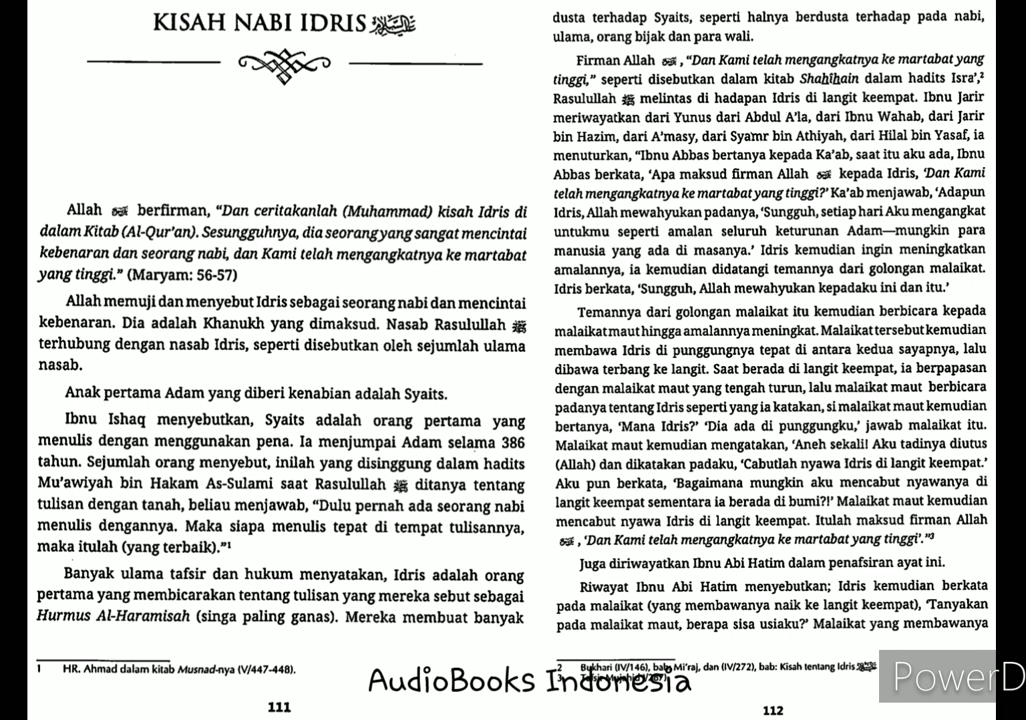 KISAH NABI IDRIS
Allah ﷻ berfirman, "Dan ceritakanlah (Muhammad) kisah Idris di
dalam Kitab (Al-Qur'an). Sesungguhnya, dia seorang yang sangat mencintai
kebenaran dan seorang nabi, dan Kami telah mengangkatnya ke martabat
yang tinggi." (Maryam: 56-57)
Allah memuji dan menyebut Idris sebagai seorang nabi dan mencintai
kebenaran. Dia adalah Khanukh yang dimaksud. Nasab Rasulullah ﷺ
terhubung dengan nasab Idris, seperti disebutkan oleh sejumlah ulama
nasab.
Anak pertama Adam yang diberi kenabian adalah Syaits.
Ibnu Ishaq menyebutkan, Syaits adalah orang pertama yang
menulis dengan menggunakan pena. Ia menjumpai Adam selama 386
tahun. Sejumlah orang menyebut, inilah yang disinggung dalam hadits
Mu'awiyah bin Hakam As-Sulami saat Rasulullah ﷺ ditanya tentang
tulisan dengan tanah, beliau menjawab, "Dulu pernah ada seorang nabi
menulis dengannya. Maka siapa menulis tepat di tempat tulisannya,
maka itulah (yang terbaik)."¹
Banyak ulama tafsir dan hukum menyatakan, Idris adalah orang
pertama yang membicarakan tentang tulisan yang mereka sebut sebagai
Hurmus Al-Haramisah (singa paling ganas). Mereka membuat banyak
1 HR. Ahmad dalam kitab Musnad-nya (V/447-448).
111
dusta terhadap Syaits, seperti halnya berdusta terhadap pada nabi,
ulama, orang bijak dan para wali.
Firman Allah ﷻ, "Dan Kami telah mengangkatnya ke martabat yang
tinggi," seperti disebutkan dalam kitab Shahîhain dalam hadits Isra',²
Rasulullah ﷺ melintas di hadapan Idris di langit keempat. Ibnu Jarir
meriwayatkan dari Yunus dari Abdul A'la, dari Ibnu Wahab, dari Jarir
bin Hazim, dari A'masy, dari Syamr bin Athiyah, dari Hilal bin Yasaf, ia
menuturkan, "Ibnu Abbas bertanya kepada Ka'ab, saat itu aku ada, Ibnu
Abbas berkata, 'Apa maksud firman Allah ﷻ kepada Idris, 'Dan Kami
telah mengangkatnya ke martabat yang tinggi?' Ka'ab menjawab, 'Adapun
Idris, Allah mewahyukan padanya, 'Sungguh, setiap hari Aku mengangkat
untukmu seperti amalan seluruh keturunan Adam—mungkin para
manusia yang ada di masanya.' Idris kemudian ingin meningkatkan
amalannya, ia kemudian didatangi temannya dari golongan malaikat.
Idris berkata, 'Sungguh, Allah mewahyukan kepadaku ini dan itu.'
Temannya dari golongan malaikat itu kemudian berbicara kepada
malaikat maut hingga amalannya meningkat. Malaikat tersebut kemudian
membawa Idris di punggungnya tepat di antara kedua sayapnya, lalu
dibawa terbang ke langit. Saat berada di langit keempat, ia berpapasan
dengan malaikat maut yang tengah turun, lalu malaikat maut berbicara
padanya tentang Idris seperti yang ia katakan, si malaikat maut kemudian
bertanya, 'Mana Idris?' 'Dia ada di punggungku,' jawab malaikat itu.
Malaikat maut kemudian mengatakan, 'Aneh sekali! Aku tadinya diutus
(Allah) dan dikatakan padaku, 'Cabutlah nyawa Idris di langit keempat.'
Aku pun berkata, 'Bagaimana mungkin aku mencabut nyawanya di
langit keempat sementara ia berada di bumi?!' Malaikat maut kemudian
mencabut nyawa Idris di langit keempat. Itulah maksud firman Allah
ﷻ, 'Dan Kami telah mengangkatnya ke martabat yang tinggi'."³
Juga diriwayatkan Ibnu Abi Hatim dalam penafsiran ayat ini.
Riwayat Ibnu Abi Hatim menyebutkan; Idris kemudian berkata
pada malaikat (yang membawanya naik ke langit keempat), 'Tanyakan
pada malaikat maut, berapa sisa usiaku?' Malaikat yang membawanya
2 Bukhari (IV/146), bab: Mi'raj, dan (IV/272), bab: Kisah tentang Idris
3 Tafsir Mujahid
112
AudioBooks Indonesia
PowerD